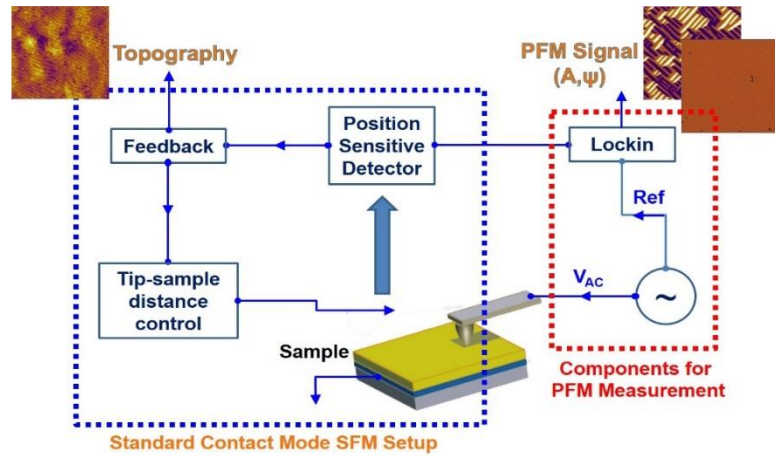 Topography
PFM Signal
(A,ψ)
Feedback
Position
Sensitive
Detector
Lockin
Ref
Tip-sample
distance
control
V_AC
~
Sample
Components for
PFM Measurement
Standard Contact Mode SFM Setup